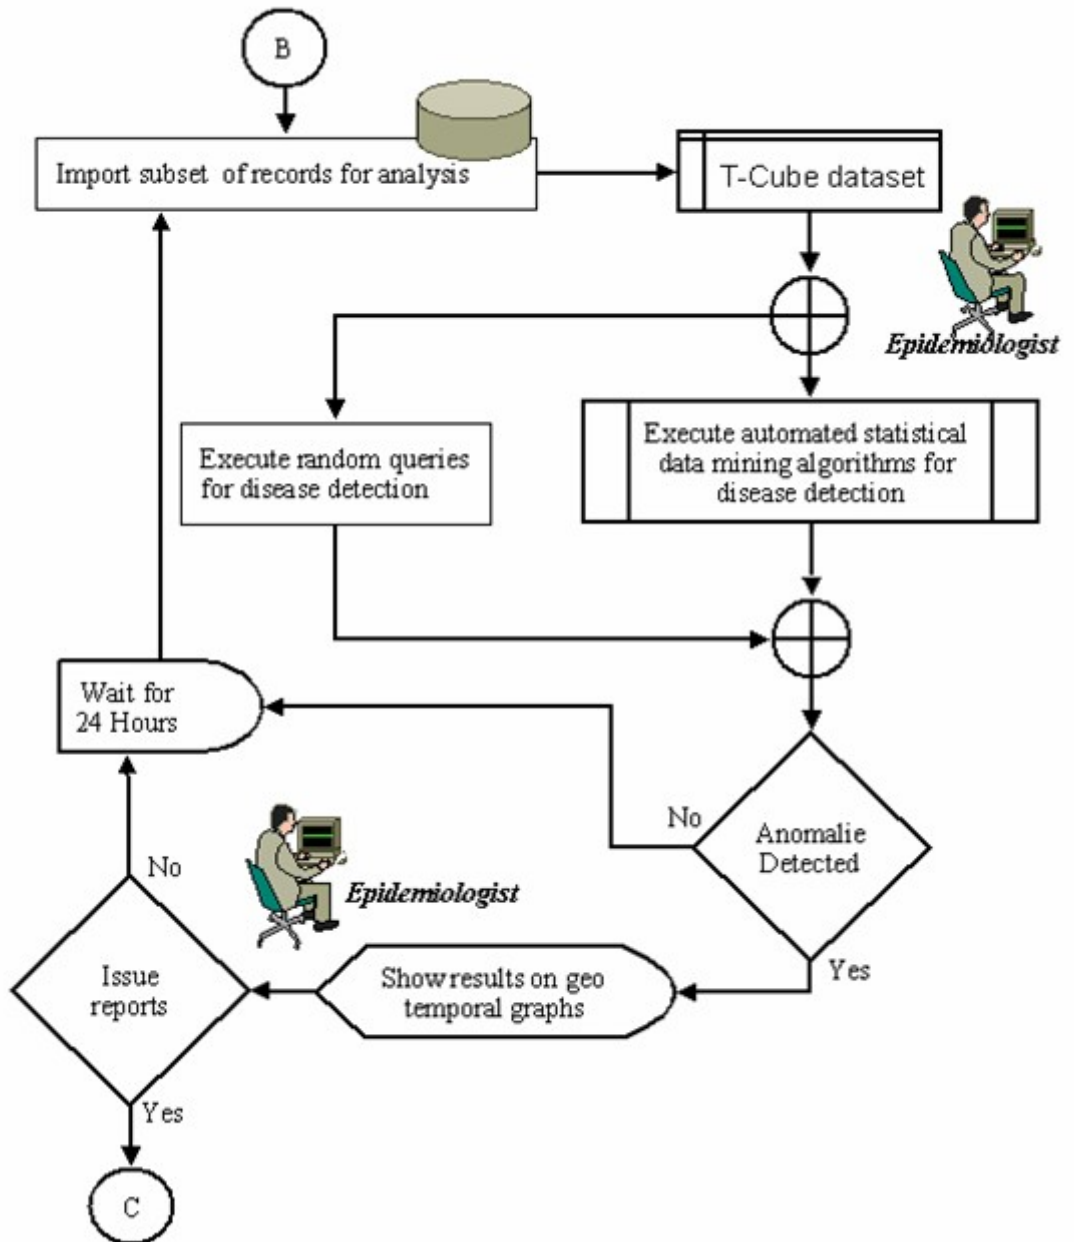 B
Import subset of records for analysis
T-Cube dataset
Epidemiologist
Execute random queries
for disease detection
Execute automated statistical
data mining algorithms for
disease detection
Wait for
24 Hours
No
Anomalie
Detected
Yes
No
Epidemiologist
Issue
reports
Show results on geo
temporal graphs
Yes
C